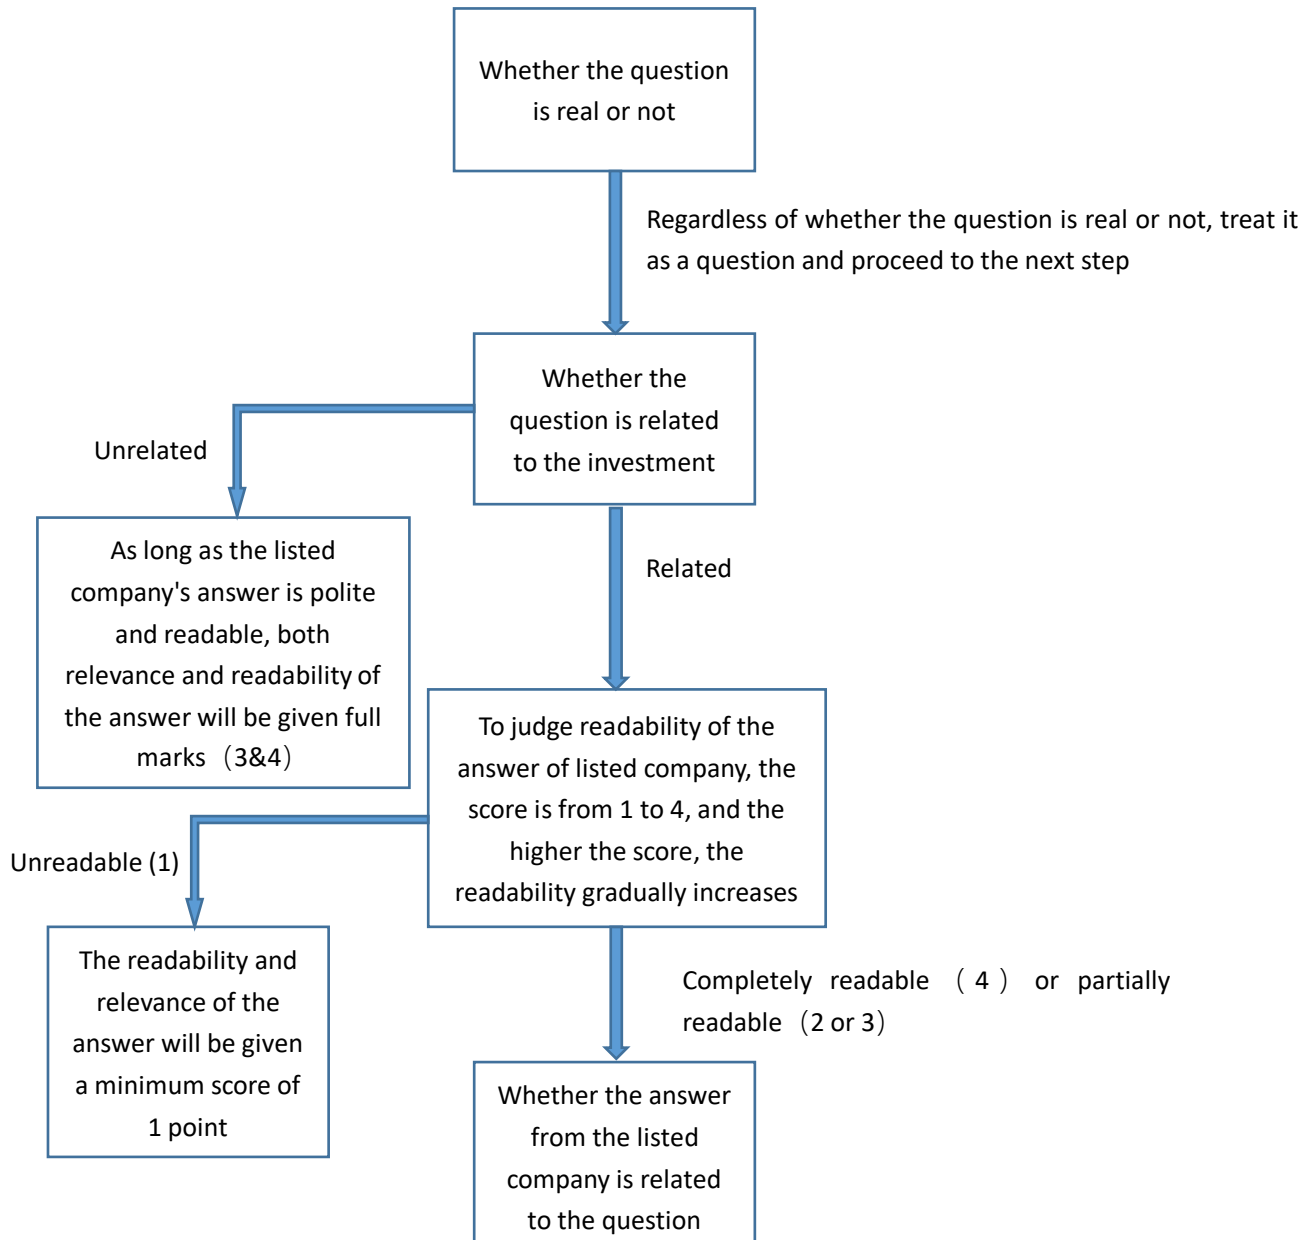 Whether the question
is real or not
Regardless of whether the question is real or not, treat it
as a question and proceed to the next step
Whether the
question is related
to the investment
Unrelated
As long as the listed
company's answer is polite
and readable, both
relevance and readability of
the answer will be given full
marks（3&4）
Related
To judge readability of the
answer of listed company, the
score is from 1 to 4, and the
higher the score, the
readability gradually increases
Unreadable (1)
The readability and
relevance of the
answer will be given
a minimum score of
1 point
Completely readable （4） or partially
readable（2 or 3）
Whether the answer
from the listed
company is related
to the question